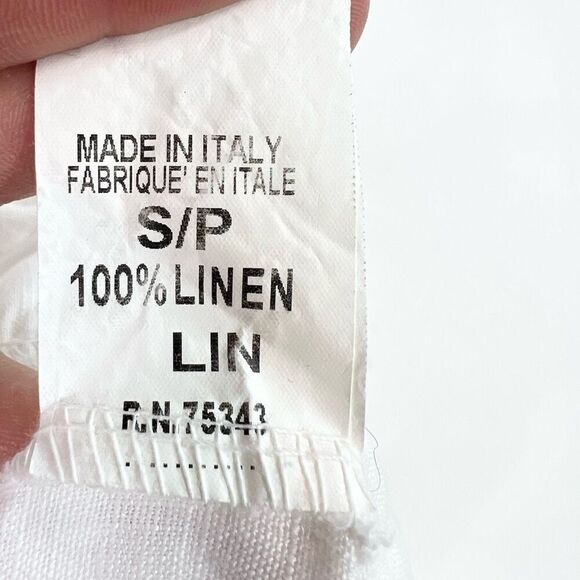 MADE IN ITALY
FABRIQUE' EN ITALE
S/P
100% LINEN
LIN
R.N.75343